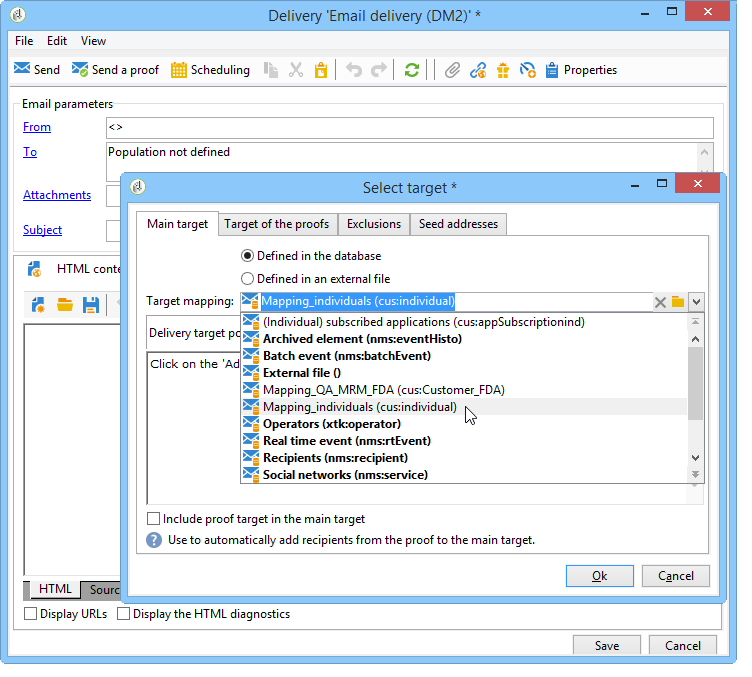 Delivery 'Email delivery (DM2)' *
File Edit View
Send Send a proof Scheduling Properties
Email parameters
From <>
To Population not defined
Attachments
Subject
HTML conte
Select target *
Main target Target of the proofs Exclusions Seed addresses
Defined in the database
Defined in an external file
Target mapping: Mapping_individuals (cus:individual)
(Individual) subscribed applications (cus:appSubscriptionind)
Archived element (nms:eventHisto)
Delivery target po
Batch event (nms:batchEvent)
Click on the 'Ad
External file ()
Mapping_QA_MRM_FDA (cus:Customer_FDA)
Mapping_individuals (cus:individual)
Operators (xtk:operator)
Real time event (nms:rtEvent)
Recipients (nms:recipient)
Social networks (nms:service)
Include proof target in the main target
? Use to automatically add recipients from the proof to the main target.
Ok Cancel
HTML Sourc
Display URLs Display the HTML diagnostics
Save Cancel